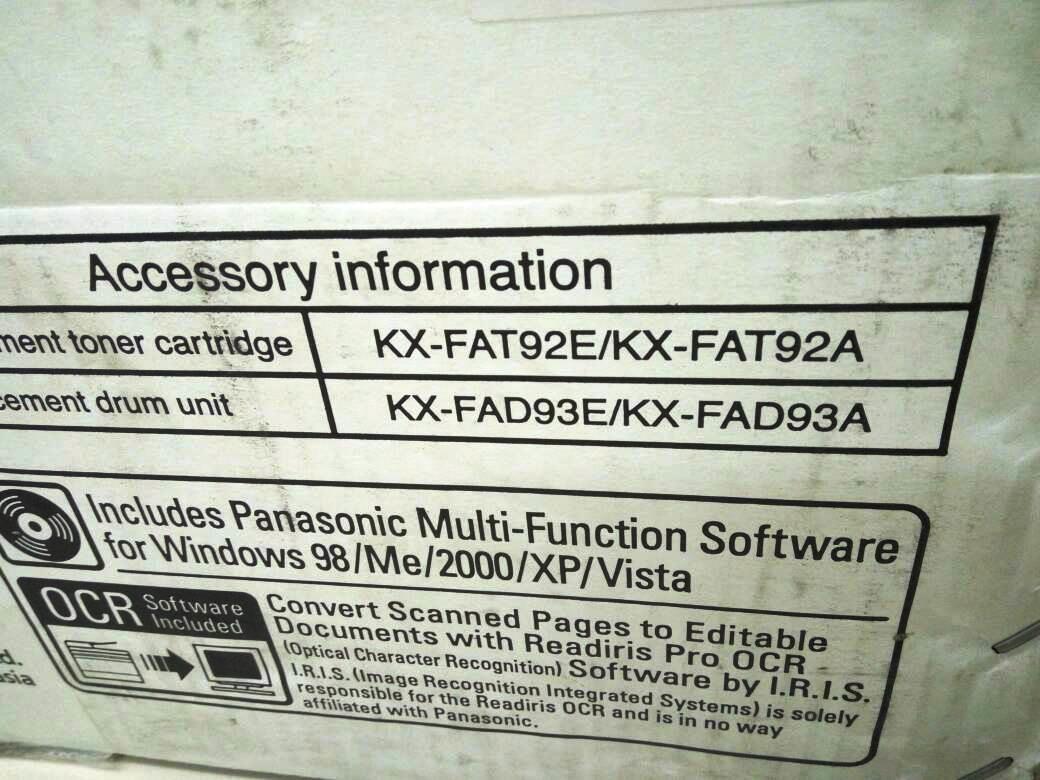 Accessory information
ment toner cartridge KX-FAT92E/KX-FAT92A
cement drum unit KX-FAD93E/KX-FAD93A
Includes Panasonic Multi-Function Software
for Windows 98/Me/2000/XP/Vista
OCR Software
Included
Convert Scanned Pages to Editable
Documents with Readiris Pro OCR
(Optical Character Recognition) Software by I.R.I.S.
I.R.I.S. (Image Recognition Integrated Systems) is solely
responsible for the Readiris OCR and is in no way
affiliated with Panasonic.
d.
sia